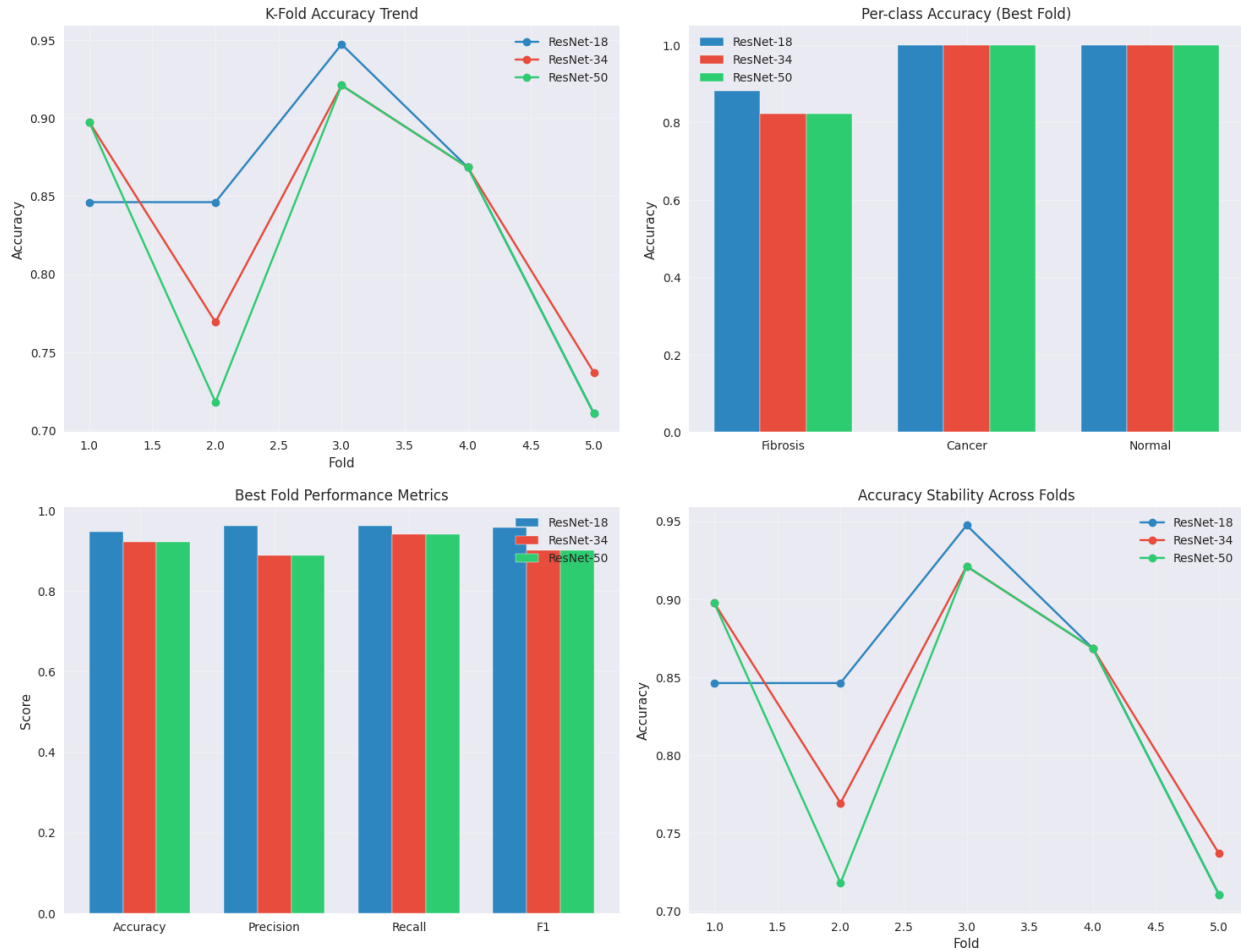 K-Fold Accuracy Trend
0.95
0.90
0.85
0.80
0.75
0.70
Accuracy
ResNet-18
ResNet-34
ResNet-50
1.0 1.5 2.0 2.5 3.0 3.5 4.0 4.5 5.0
Fold
Per-class Accuracy (Best Fold)
1.0
0.8
0.6
0.4
0.2
0.0
Accuracy
ResNet-18
ResNet-34
ResNet-50
Fibrosis Cancer Normal
Best Fold Performance Metrics
1.0
0.8
0.6
0.4
0.2
0.0
Score
ResNet-18
ResNet-34
ResNet-50
Accuracy Precision Recall F1
Accuracy Stability Across Folds
0.95
0.90
0.85
0.80
0.75
0.70
Accuracy
ResNet-18
ResNet-34
ResNet-50
1.0 1.5 2.0 2.5 3.0 3.5 4.0 4.5 5.0
Fold